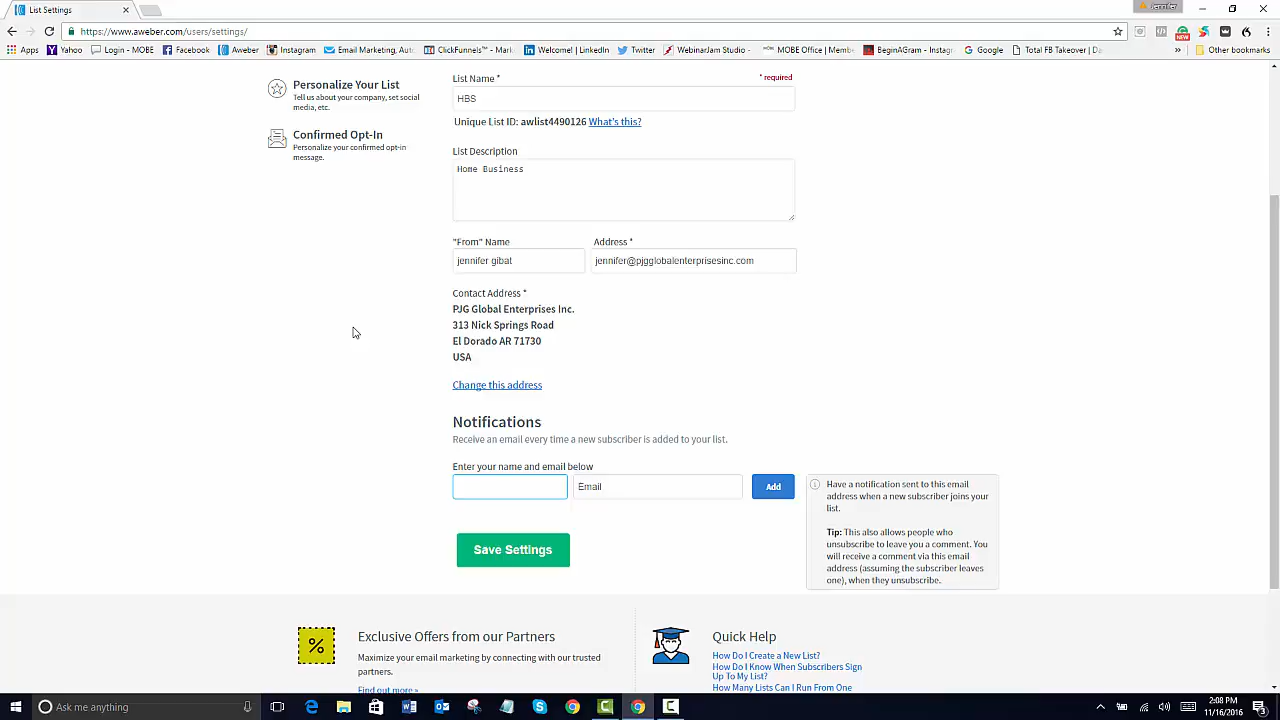 List Settings
Jennifer
https://www.aweber.com/users/settings/
Apps
Yahoo
Login - MOBE
Facebook
Aweber
Instagram
Email Marketing, Auto
ClickFunnels™ - Mark
Welcome! | LinkedIn
Twitter
Webinarjam Studio
MOBE Office | Memb
BeginAGram - Instag
Google
Total FB Takeover | Da
»
Other bookmarks
Personalize Your List
Tell us about your company, set social
media, etc.
Confirmed Opt-In
Personalize your confirmed opt-in
message.
List Name *
* required
HBS
Unique List ID: awlist4490126 What's this?
List Description
Home Business
"From" Name
Address *
jennifer gibat
jennifer@pjgglobalenterprisesinc.com
Contact Address *
PJG Global Enterprises Inc.
313 Nick Springs Road
El Dorado AR 71730
USA
Change this address
Notifications
Receive an email every time a new subscriber is added to your list.
Enter your name and email below
Email
Add
Have a notification sent to this email
address when a new subscriber joins your
list.
Tip: This also allows people who
unsubscribe to leave you a comment. You
will receive a comment via this email
address (assuming the subscriber leaves
one), when they unsubscribe.
Save Settings
Exclusive Offers from our Partners
Maximize your email marketing by connecting with our trusted
partners.
Find out more »
Quick Help
How Do I Create a New List?
How Do I Know When Subscribers Sign
Up To My List?
How Many Lists Can I Run From One
Ask me anything
2:08 PM
11/16/2016